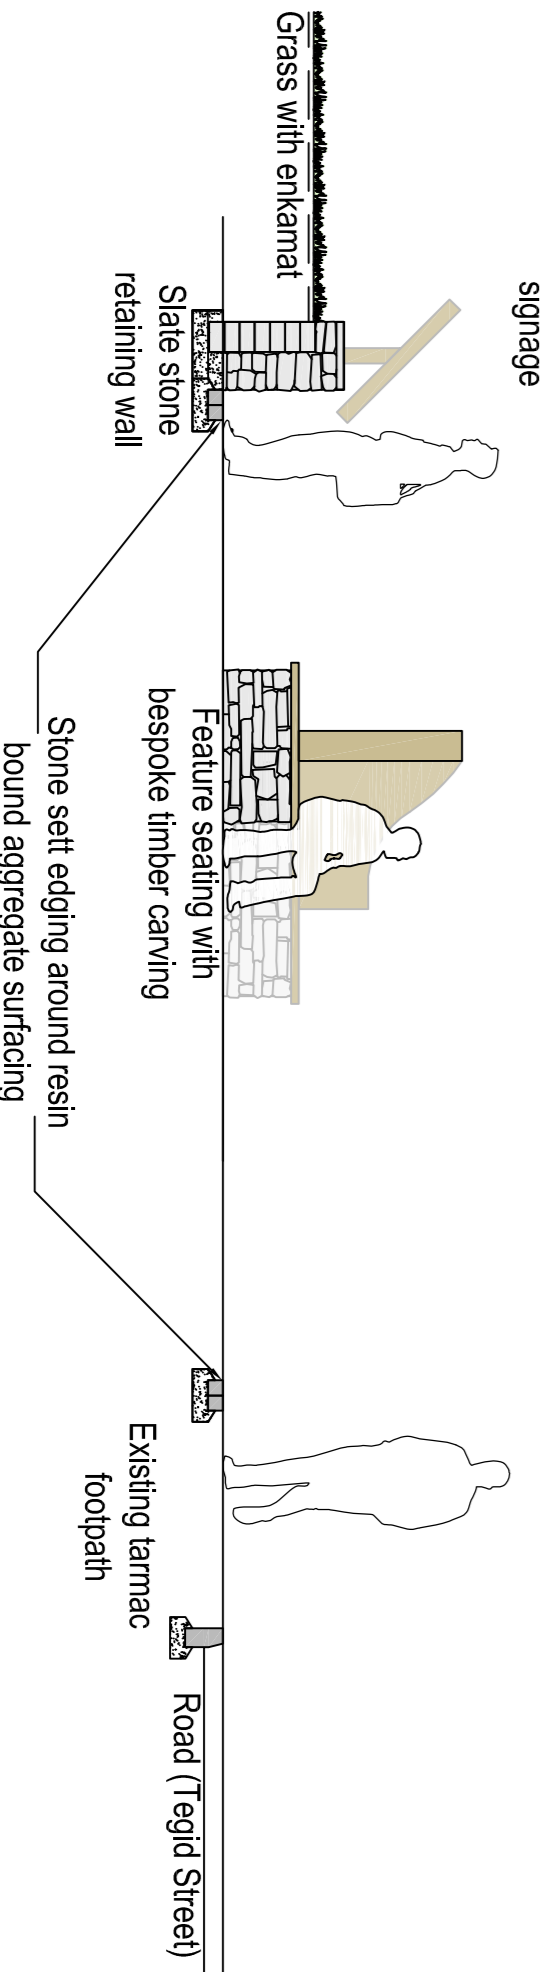 signage
Grass with enkamat
Slate stone
retaining wall
Feature seating with
bespoke timber carving
Stone sett edging around resin
bound aggregate surfacing
Existing tarmac
footpath
Road (Tegid Street)